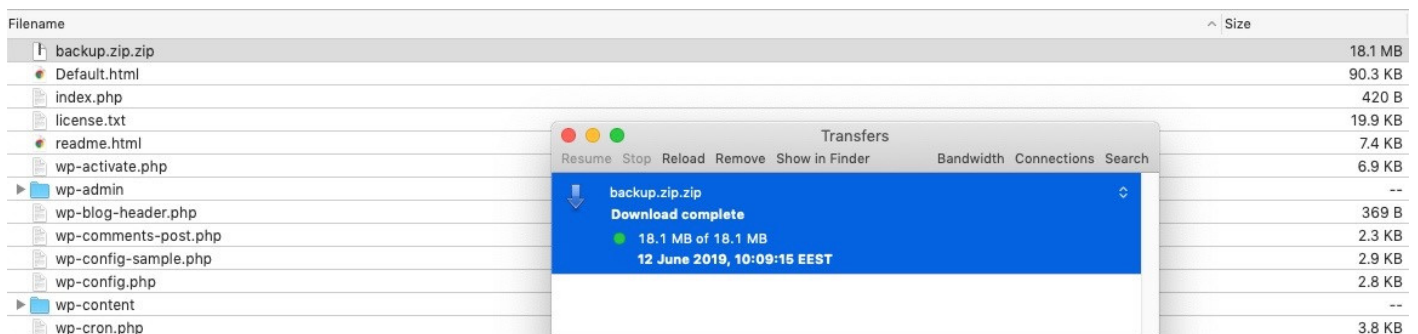 Filename Size
backup.zip.zip 18.1 MB
Default.html 90.3 KB
index.php 420 B
license.txt 19.9 KB
readme.html 7.4 KB
wp-activate.php 6.9 KB
wp-admin --
wp-blog-header.php 369 B
wp-comments-post.php 2.3 KB
wp-config-sample.php 2.9 KB
wp-config.php 2.8 KB
wp-content --
wp-cron.php 3.8 KB
Transfers
Resume Stop Reload Remove Show in Finder Bandwidth Connections Search
backup.zip.zip
Download complete
18.1 MB of 18.1 MB
12 June 2019, 10:09:15 EEST